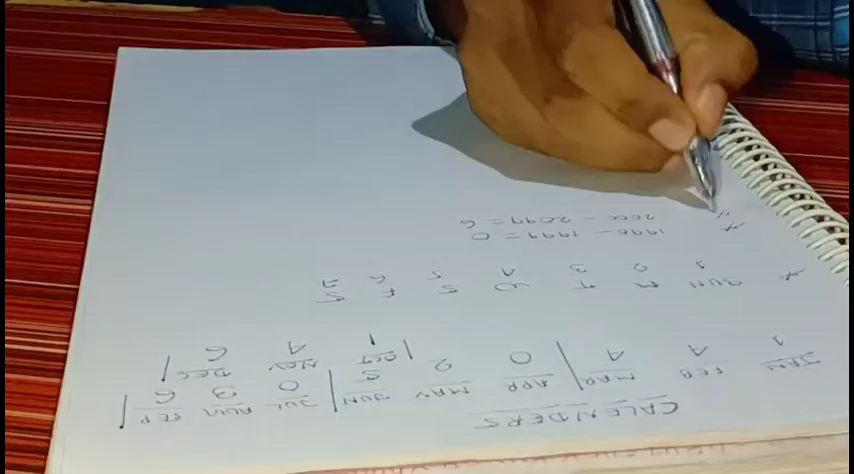 CALENDERS
JAN FEB MAR | APR MAY JUN | JUL AUG SEP |
1 4 4 0 2 5 0 3 6
| OCT NOV DEC |
1 4 6
* SUN M T W S F S
1 2 3 4 5 6 7
* 1900 - 1999 = 0
2000 - 2099 = 6